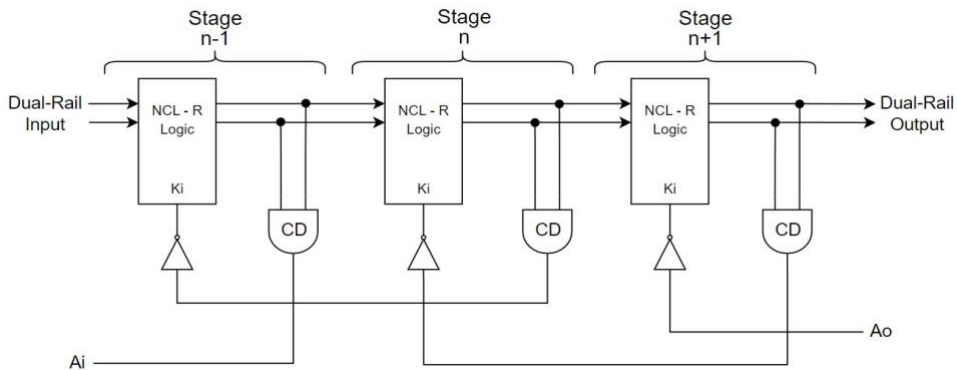 Stage
n-1
Stage
n
Stage
n+1
Dual-Rail
Input
NCL - R
Logic
Ki
CD
NCL - R
Logic
Ki
CD
NCL - R
Logic
Ki
CD
Dual-Rail
Output
Ao
Ai